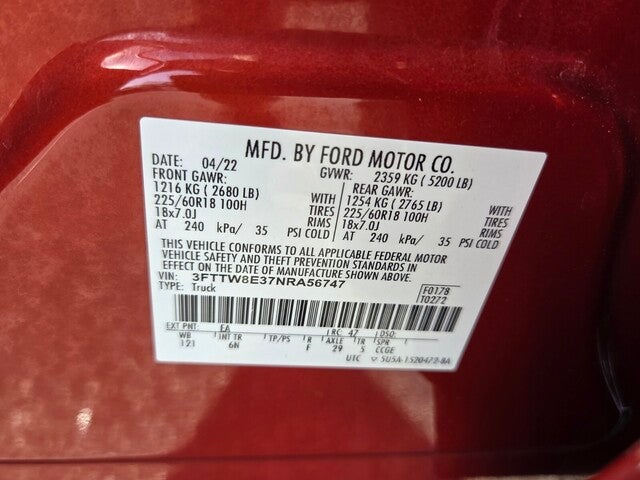 MFD. BY FORD MOTOR CO.
DATE: 04/22 GVWR: 2359 KG ( 5200 LB)
FRONT GAWR: REAR GAWR:
1216 KG ( 2680 LB) WITH 1254 KG ( 2765 LB) WITH
225/60R18 100H TIRES 225/60R18 100H TIRES
18x7.0J RIMS 18x7.0J RIMS
AT 240 kPa/ 35 PSI COLD AT 240 kPa/ 35 PSI COLD
THIS VEHICLE CONFORMS TO ALL APPLICABLE FEDERAL MOTOR
VEHICLE SAFETY AND THEFT PREVENTION STANDARDS IN
EFFECT ON THE DATE OF MANUFACTURE SHOWN ABOVE.
VIN: 3FTTW8E37NRA56747 F0178
TYPE: Truck T0272
EXT PNT: EA RC: 47 DSO:
WB INT TR TP/PS R AXLE TR SPR
121 6N F 29 5 CCGE
UTC